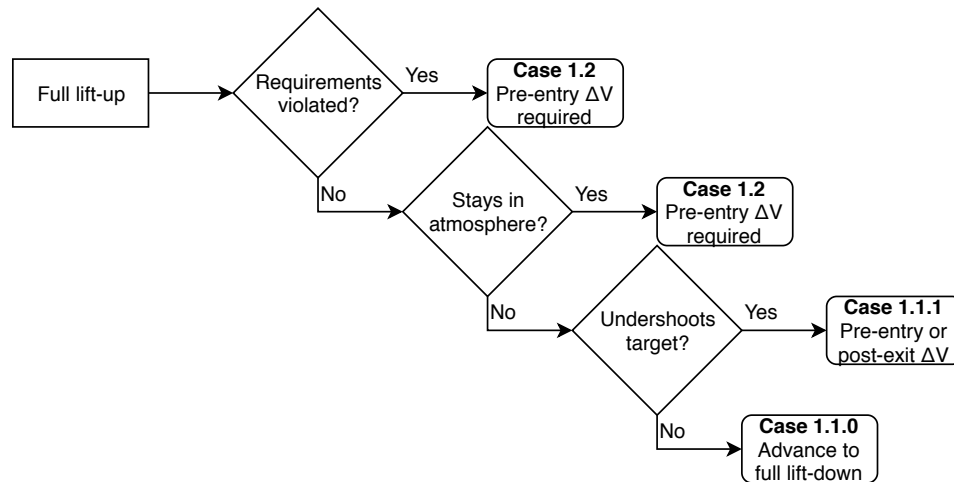 Full lift-up
Requirements
violated?
Yes
Case 1.2
Pre-entry ΔV
required
No
Stays in
atmosphere?
Yes
Case 1.2
Pre-entry ΔV
required
No
Undershoots
target?
Yes
Case 1.1.1
Pre-entry or
post-exit ΔV
No
Case 1.1.0
Advance to
full lift-down